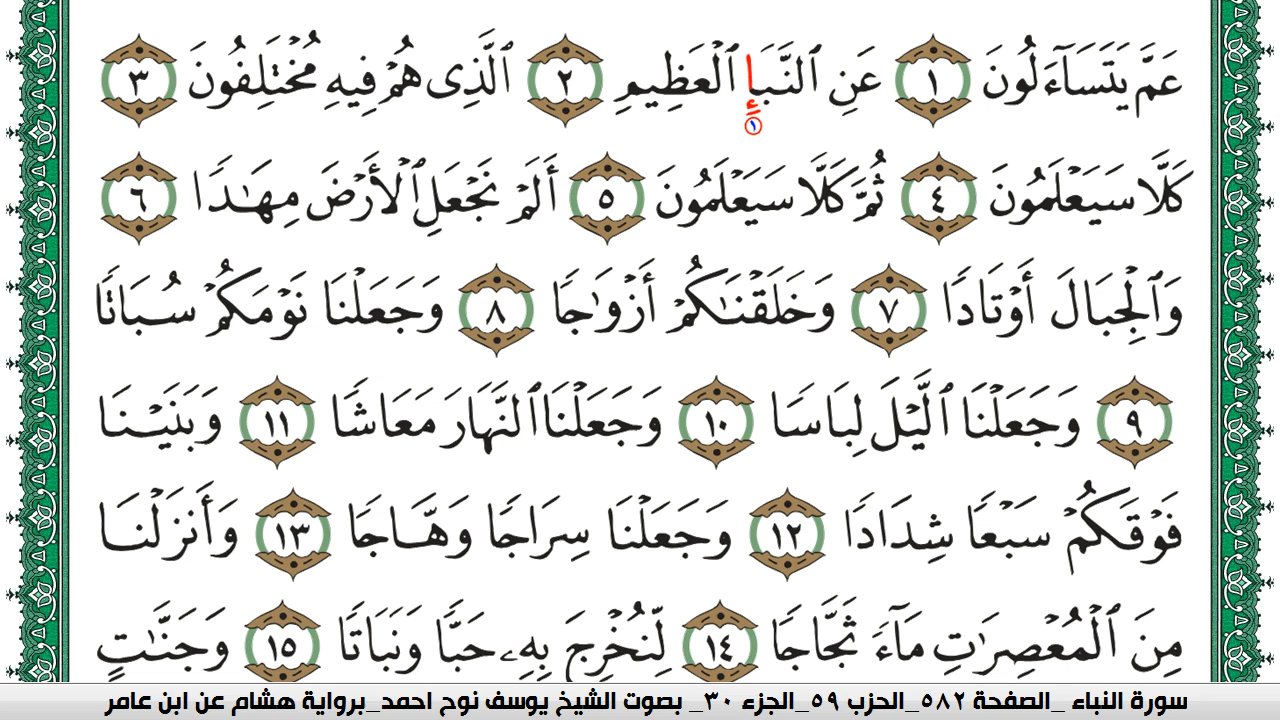 عَمَّ يَتَسَآءَلُونَ ١ عَنِ ٱلنَّبَإِ ٱلْعَظِيمِ ٢ ٱلَّذِى هُمْ فِيهِ مُخْتَلِفُونَ ٣
١
كَلَّا سَيَعْلَمُونَ ٤ ثُمَّ كَلَّا سَيَعْلَمُونَ ٥ أَلَمْ نَجْعَلِ ٱلْأَرْضَ مِهَـٰدًا ٦
وَٱلْجِبَالَ أَوْتَادًا ٧ وَخَلَقْنَـٰكُمْ أَزْوَٰجًا ٨ وَجَعَلْنَا نَوْمَكُمْ سُبَاتًا
٩ وَجَعَلْنَا ٱلَّيْلَ لِبَاسًا ١٠ وَجَعَلْنَا ٱلنَّهَارَ مَعَاشًا ١١ وَبَنَيْنَا
فَوْقَكُمْ سَبْعًا شِدَادًا ١٢ وَجَعَلْنَا سِرَاجًا وَهَّاجًا ١٣ وَأَنزَلْنَا
مِنَ ٱلْمُعْصِرَٰتِ مَآءً ثَجَّاجًا ١٤ لِّنُخْرِجَ بِهِۦ حَبًّا وَنَبَاتًا ١٥ وَجَنَّـٰتٍ
سورة النباء _الصفحة ٥٨٢_الحزب ٥٩_الجزء ٣٠_ بصوت الشيخ يوسف نوح احمد_برواية هشام عن ابن عامر